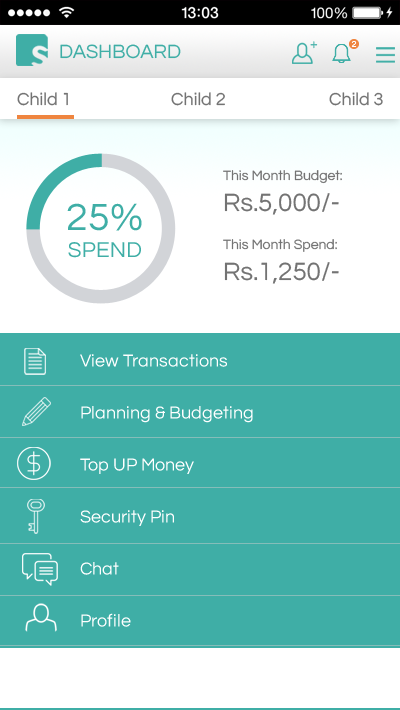 13:03
100%
S DASHBOARD
2
Child 1 Child 2 Child 3
25%
SPEND
This Month Budget:
Rs.5,000/-
This Month Spend:
Rs.1,250/-
View Transactions
Planning & Budgeting
$ Top UP Money
Security Pin
Chat
Profile